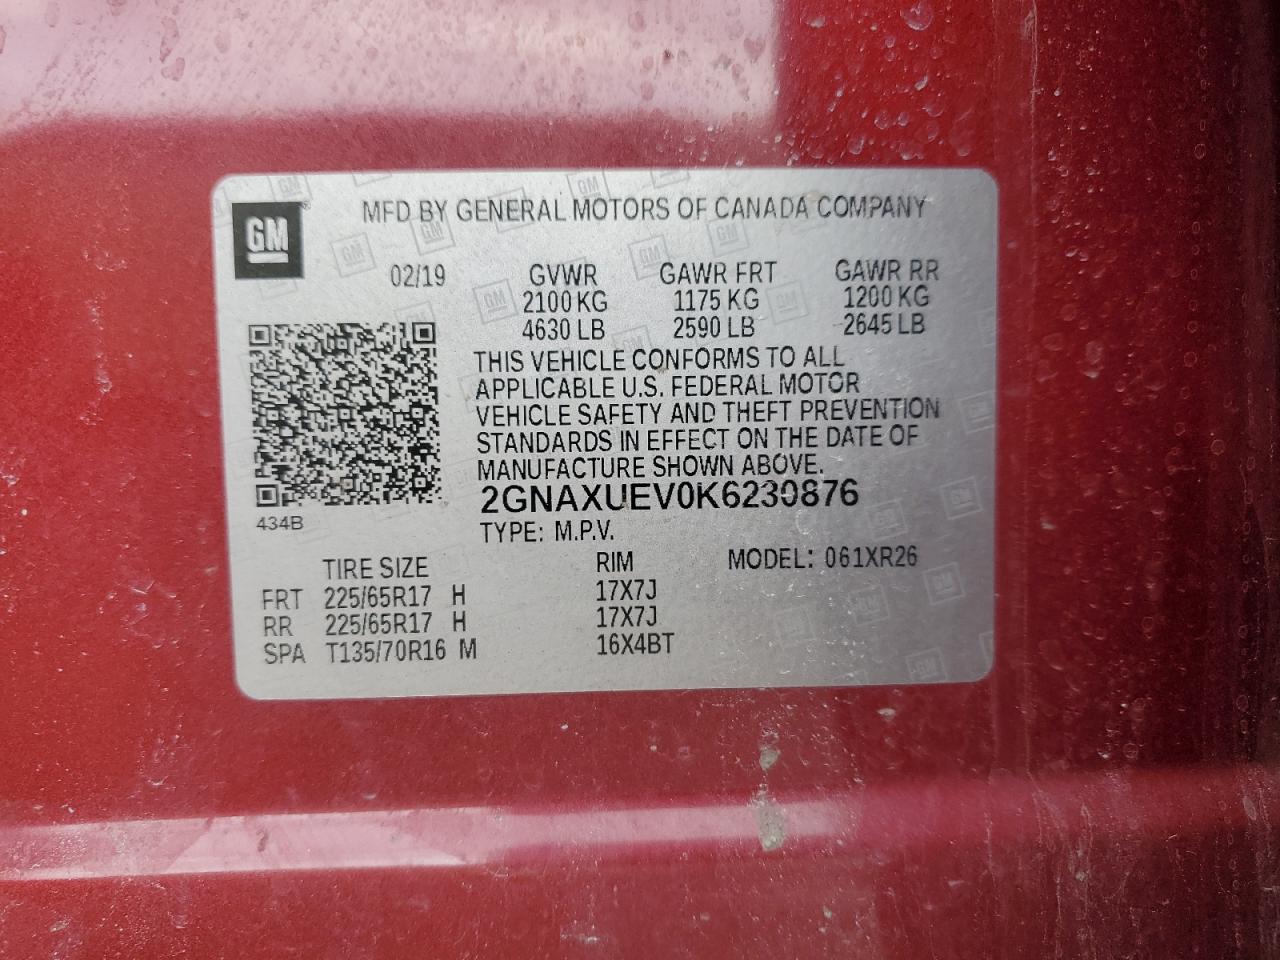 MFD BY GENERAL MOTORS OF CANADA COMPANY
GM
02/19 GVWR GAWR FRT GAWR RR
2100 KG 1175 KG 1200 KG
4630 LB 2590 LB 2645 LB
THIS VEHICLE CONFORMS TO ALL
APPLICABLE U.S. FEDERAL MOTOR
VEHICLE SAFETY AND THEFT PREVENTION
STANDARDS IN EFFECT ON THE DATE OF
MANUFACTURE SHOWN ABOVE.
2GNAXUEV0K6230876
434B
TYPE: M.P.V.
TIRE SIZE RIM MODEL: 061XR26
FRT 225/65R17 H 17X7J
RR 225/65R17 H 17X7J
SPA T135/70R16 M 16X4BT